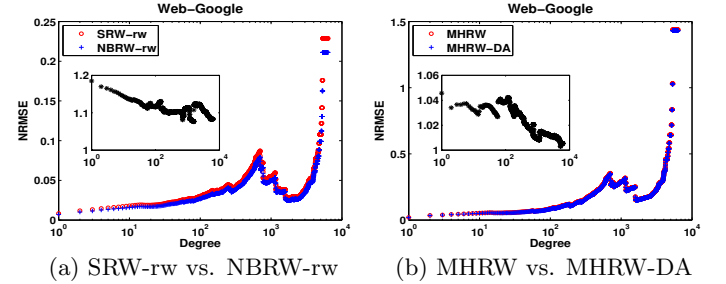 Web-Google
SRW-rw
NBRW-rw
NRMSE
0.25
0.2
0.15
0.1
0.05
0
1.2
1.1
1
10^0 10^2 10^4
10^0 10^1 10^2 10^3 10^4
Degree
(a) SRW-rw vs. NBRW-rw
Web-Google
MHRW
MHRW-DA
NRMSE
1.5
1
0.5
0
1.06
1.04
1.02
1
10^0 10^2 10^4
10^0 10^1 10^2 10^3 10^4
Degree
(b) MHRW vs. MHRW-DA